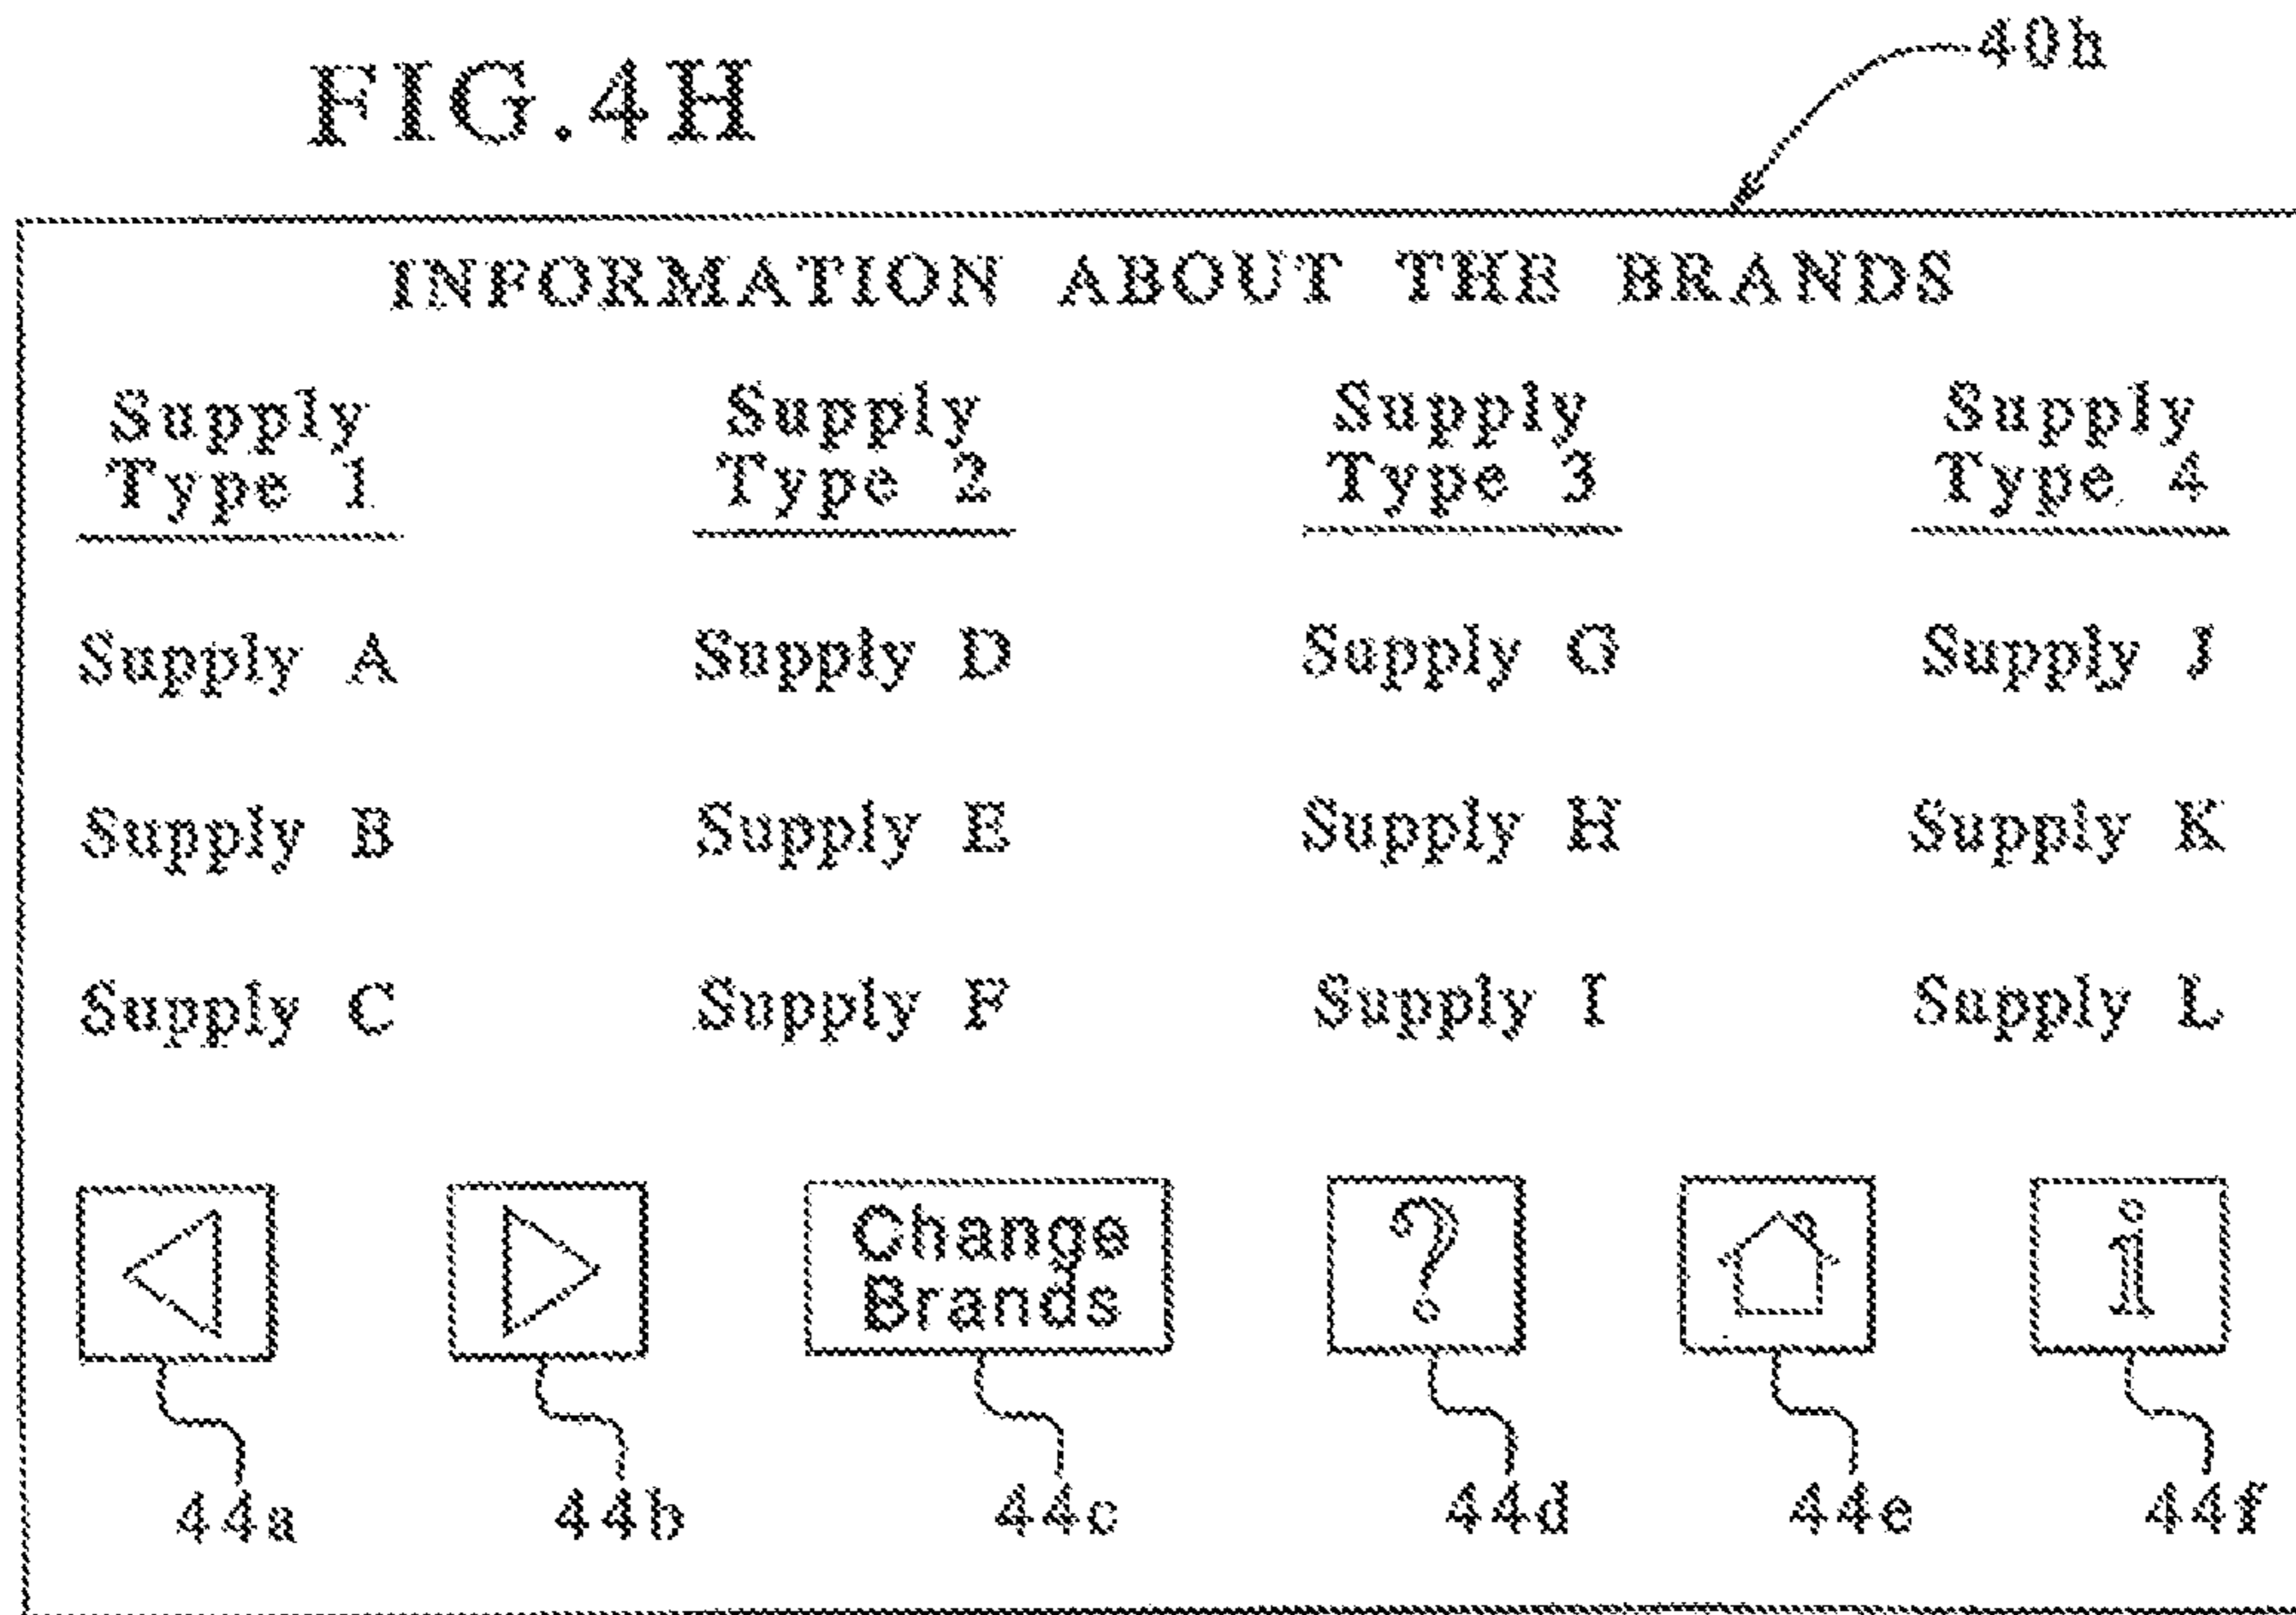 FIG.4H
40h
INFORMATION ABOUT THE BRANDS
Supply Supply Supply Supply
Type 1 Type 2 Type 3 Type 4
Supply A Supply D Supply G Supply J
Supply B Supply E Supply H Supply K
Supply C Supply F Supply I Supply L
Change
Brands
?
i
44a 44b 44c 44d 44e 44f